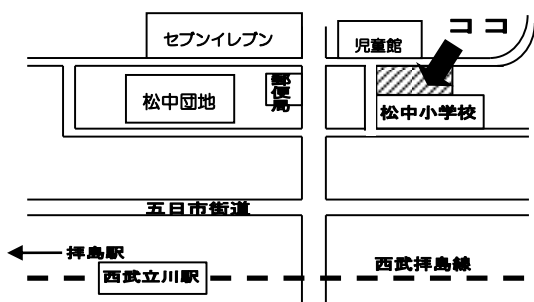 セブンイレブン
児童館
ココ
松中団地
郵便局
松中小学校
五日市街道
拝島駅
西武立川駅
西武拝島線